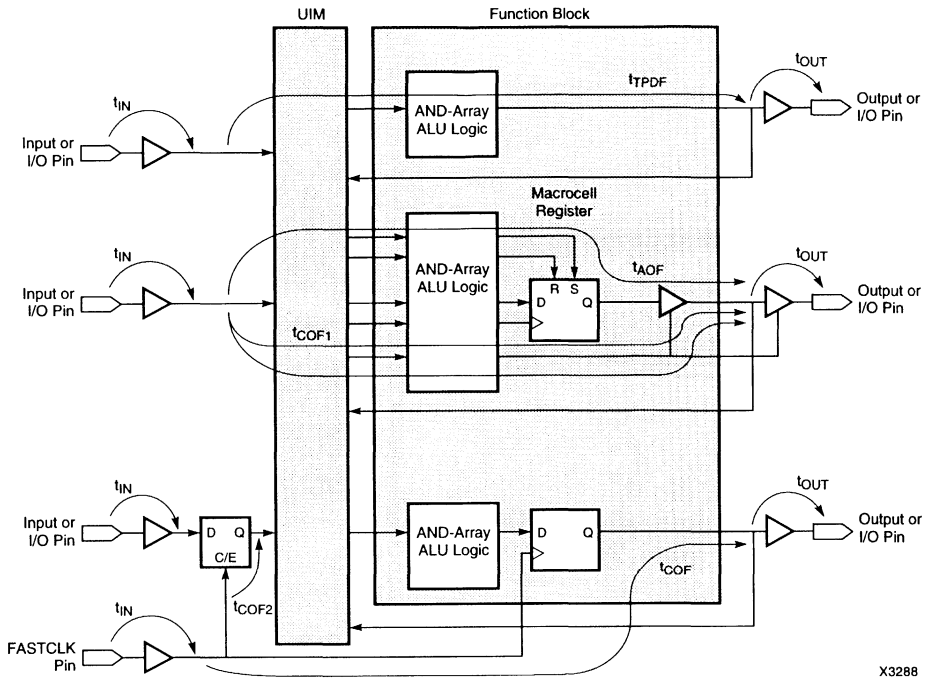 UIM
Function Block
tIN
Input or
I/O Pin
AND-Array
ALU Logic
tTPDF
tOUT
Output or
I/O Pin
Macrocell
Register
tIN
Input or
I/O Pin
AND-Array
ALU Logic
R S
D Q
tAOF
tOUT
Output or
I/O Pin
tCOF1
tIN
Input or
I/O Pin
D Q
C/E
tCOF2
AND-Array
ALU Logic
D Q
tCOF
tOUT
Output or
I/O Pin
tIN
FASTCLK
Pin
X3288